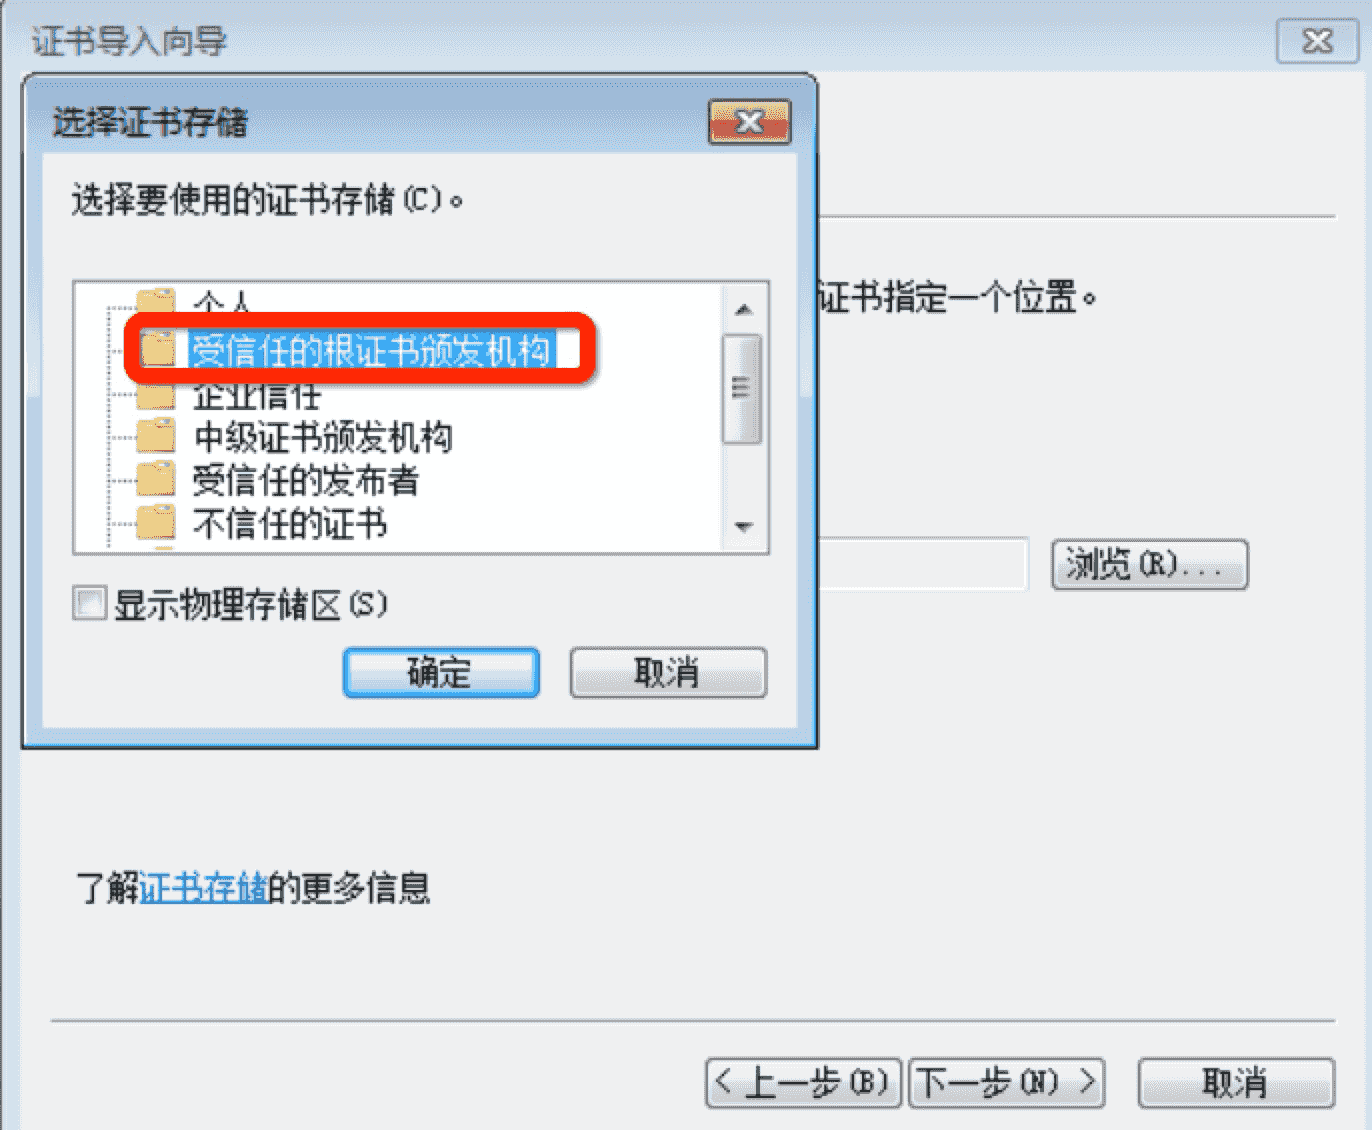 证书导入向导
选择证书存储
选择要使用的证书存储(C)。
证书指定一个位置。
个人
受信任的根证书颁发机构
企业信任
中级证书颁发机构
受信任的发布者
不信任的证书
浏览(R)...
显示物理存储区(S)
确定
取消
了解证书存储的更多信息
< 上一步(B)
下一步(N) >
取消